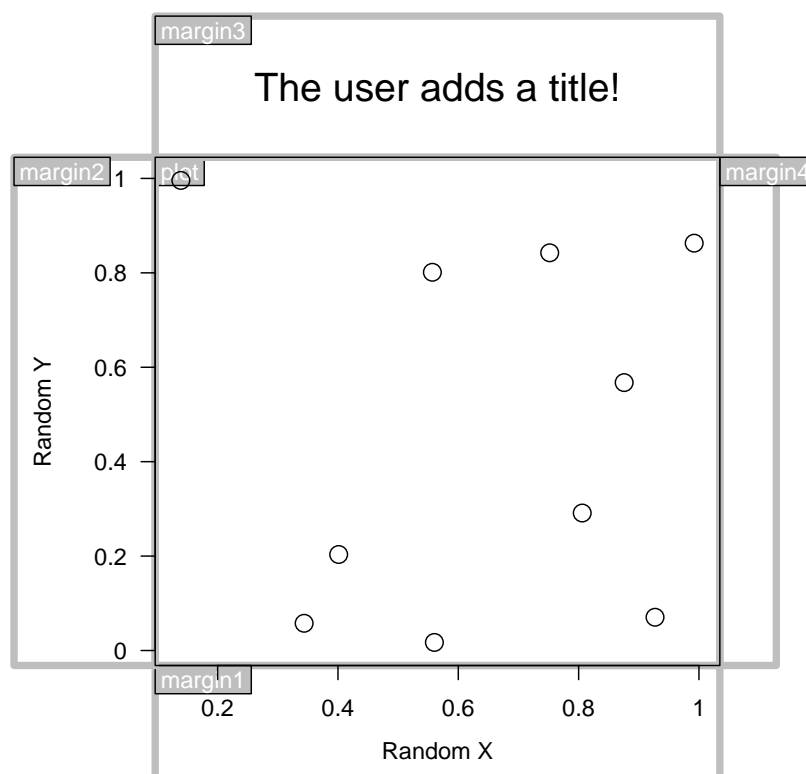 margin3
The user adds a title!
margin2
plot
margin4
1
0.8
0.6
0.4
0.2
0
Random Y
margin1
0.2 0.4 0.6 0.8 1
Random X